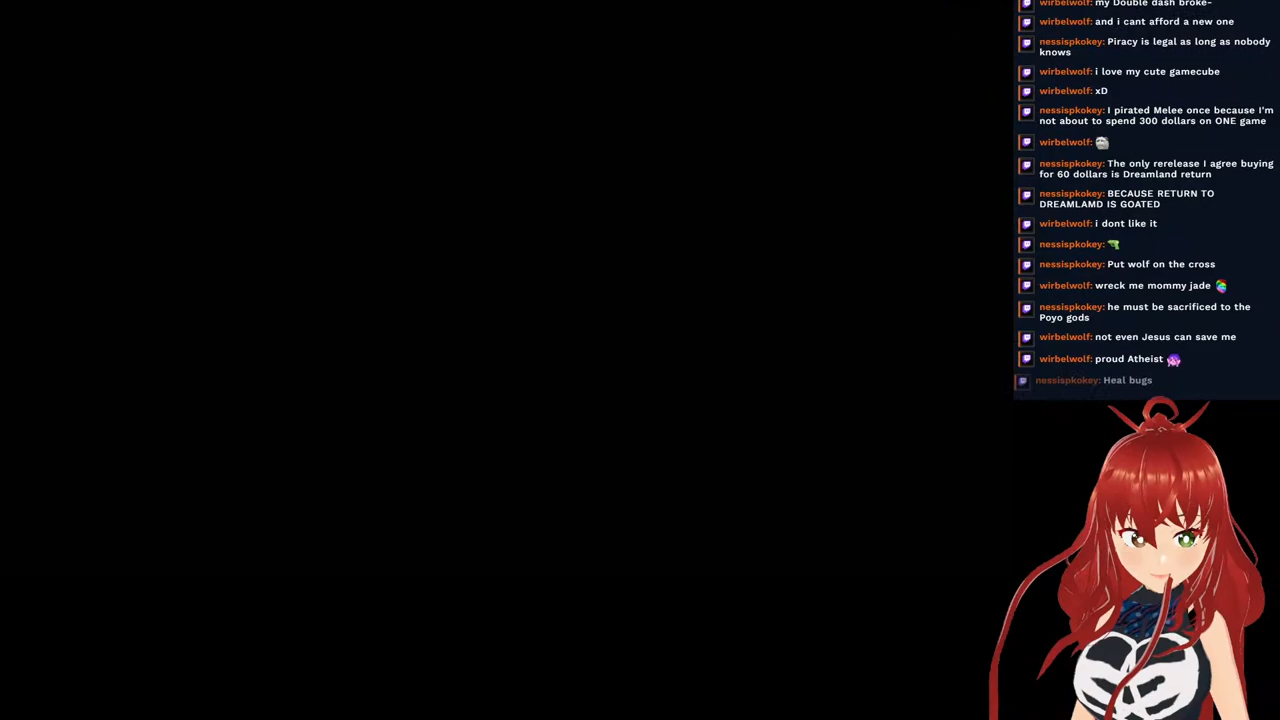 wirbelwolf: my Double dash broke-
wirbelwolf: and i cant afford a new one
nessispkokey: Piracy is legal as long as nobody
knows
wirbelwolf: i love my cute gamecube
wirbelwolf: xD
nessispkokey: I pirated Melee once because I'm
not about to spend 300 dollars on ONE game
wirbelwolf:
nessispkokey: The only rerelease I agree buying
for 60 dollars is Dreamland return
nessispkokey: BECAUSE RETURN TO
DREAMLAMD IS GOATED
wirbelwolf: i dont like it
nessispkokey:
nessispkokey: Put wolf on the cross
wirbelwolf: wreck me mommy jade
nessispkokey: he must be sacrificed to the
Poyo gods
wirbelwolf: not even Jesus can save me
wirbelwolf: proud Atheist
nessispkokey: Heal bugs